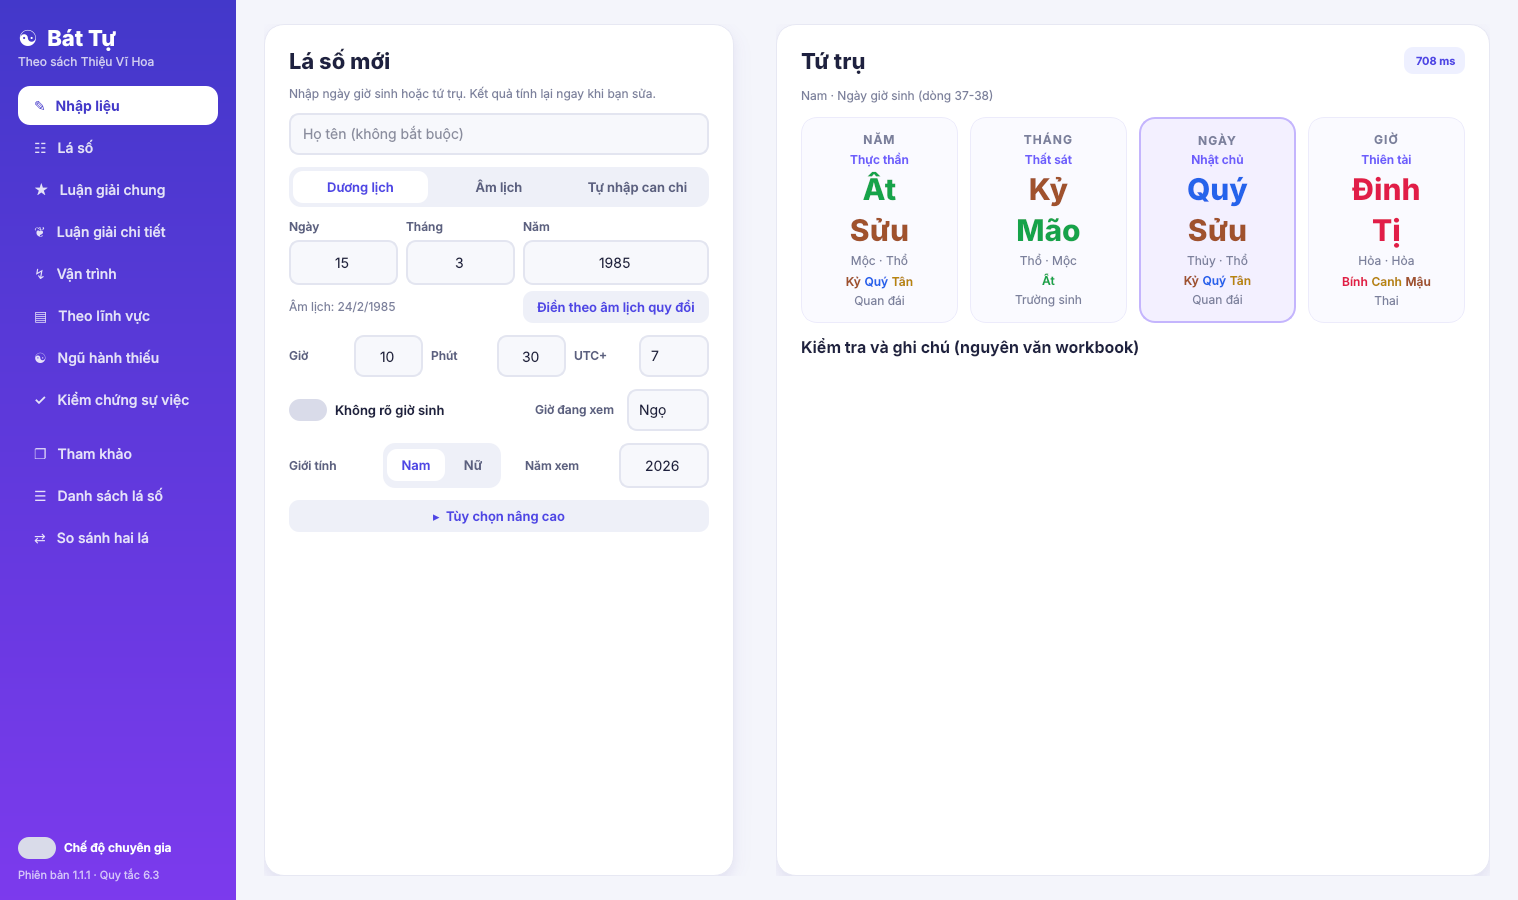 ☯ Bát Tự
Theo sách Thiệu Vĩ Hoa
✎ Nhập liệu
☷ Lá số
★ Luận giải chung
❦ Luận giải chi tiết
↯ Vận trình
▤ Theo lĩnh vực
☯ Ngũ hành thiếu
✓ Kiểm chứng sự việc
❐ Tham khảo
☰ Danh sách lá số
⇄ So sánh hai lá
Chế độ chuyên gia
Phiên bản 1.1.1 · Quy tắc 6.3
Lá số mới
Nhập ngày giờ sinh hoặc tứ trụ. Kết quả tính lại ngay khi bạn sửa.
Họ tên (không bắt buộc)
Dương lịch Âm lịch Tự nhập can chi
Ngày Tháng Năm
15 3 1985
Âm lịch: 24/2/1985 Điền theo âm lịch quy đổi
Giờ 10 Phút 30 UTC+ 7
Không rõ giờ sinh Giờ đang xem Ngọ
Giới tính Nam Nữ Năm xem 2026
▸ Tùy chọn nâng cao
Tứ trụ 708 ms
Nam · Ngày giờ sinh (dòng 37-38)
NĂM THÁNG NGÀY GIỜ
Thực thần Thất sát Nhật chủ Thiên tài
Ất Kỷ Quý Đinh
Sửu Mão Sửu Tị
Mộc · Thổ Thổ · Mộc Thủy · Thổ Hỏa · Hỏa
Kỷ Quý Tân Ất Kỷ Quý Tân Bính Canh Mậu
Quan đái Trường sinh Quan đái Thai
Kiểm tra và ghi chú (nguyên văn workbook)